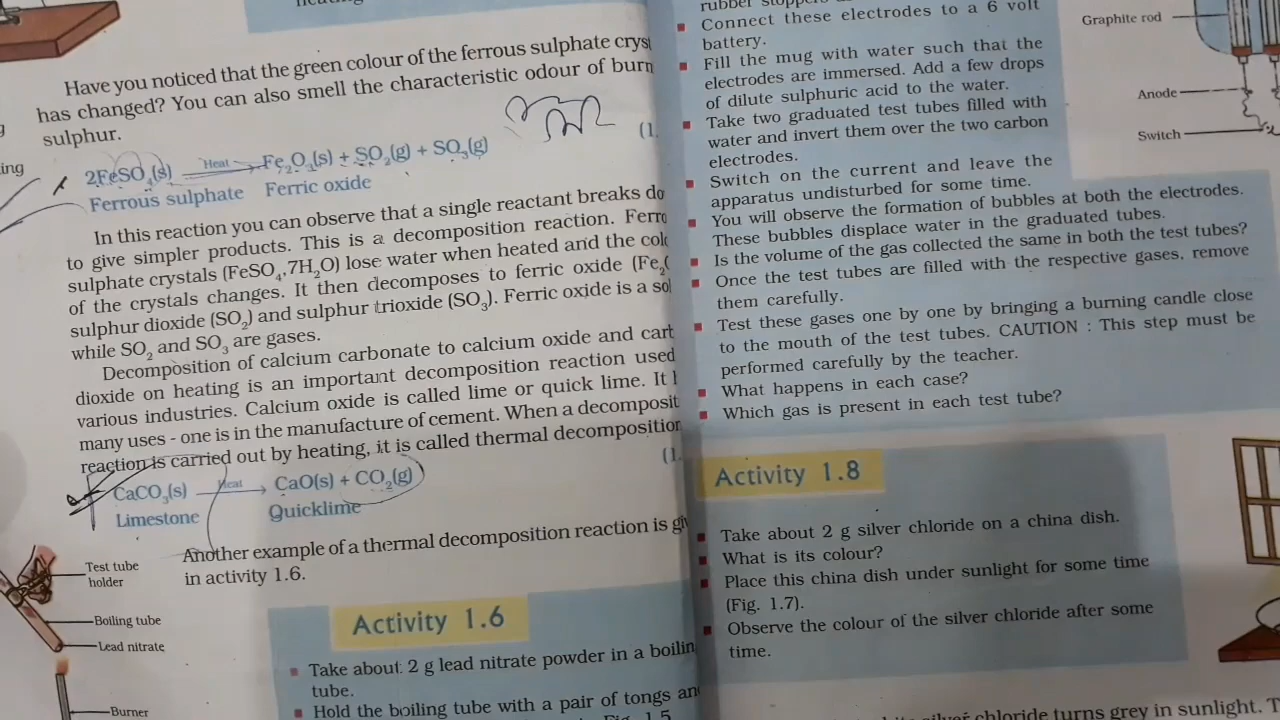 Have you noticed that the green colour of the ferrous sulphate
has changed? You can also smell the characteristic odour of
sulphur.
2FeSO₄(s) Heat → Fe₂O₃(s) + SO₂(g) + SO₃(g)
(1.
Ferrous sulphate Ferric oxide
In this reaction you can observe that a single reactant breaks
to give simpler products. This is a decomposition reaction.
sulphate crystals (FeSO₄,7H₂O) lose water when heated and the
of the crystals changes. It then decomposes to ferric oxide
sulphur dioxide (SO₂) and sulphur trioxide (SO₃). Ferric oxide is a
while SO₂ and SO₃ are gases.
Decomposition of calcium carbonate to calcium oxide and
dioxide on heating is an important decomposition reaction used
various industries. Calcium oxide is called lime or quick lime. It
many uses - one is in the manufacture of cement. When a
reaction is carried out by heating, it is called thermal
CaCO₃(s) Heat → CaO(s) + CO₂(g)
(1.
Limestone Quicklime
Another example of a thermal decomposition reaction is
in activity 1.6.
Test tube
holder
Boiling tube
Lead nitrate
Burner
Activity 1.6
■ Take about 2 g lead nitrate powder in a
tube.
■ Hold the boiling tube with a pair of tongs
■ Connect these electrodes to a 6 volt
battery.
■ Fill the mug with water such that the
electrodes are immersed. Add a few drops
of dilute sulphuric acid to the water.
■ Take two graduated test tubes filled with
water and invert them over the two carbon
electrodes.
■ Switch on the current and leave the
apparatus undisturbed for some time.
■ You will observe the formation of bubbles at both the electrodes.
These bubbles displace water in the graduated tubes.
■ Is the volume of the gas collected the same in both the test tubes?
■ Once the test tubes are filled with the respective gases, remove
them carefully.
■ Test these gases one by one by bringing a burning candle close
to the mouth of the test tubes. CAUTION : This step must be
performed carefully by the teacher.
■ What happens in each case?
■ Which gas is present in each test tube?
Graphite rod
Anode
Switch
Activity 1.8
■ Take about 2 g silver chloride on a china dish.
■ What is its colour?
■ Place this china dish under sunlight for some time
(Fig. 1.7).
■ Observe the colour of the silver chloride after some
time.
silver chloride turns grey in sunlight.